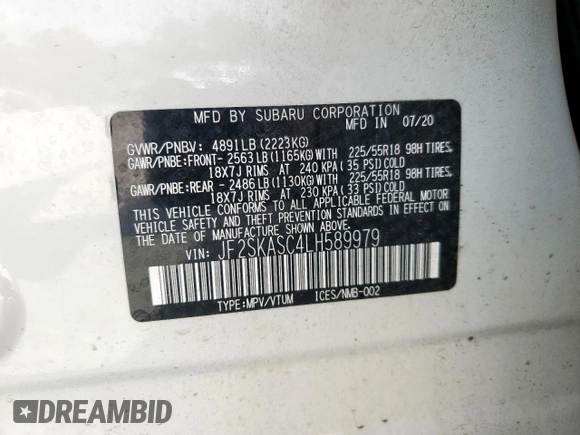 MFD BY SUBARU CORPORATION
MFD IN 07/20
GVWR/PNBV: 4891LB (2223KG)
GAWR/PNBE:FRONT- 2563LB (1165KG)WITH 225/55R18 98H TIRES,
18X7J RIMS AT 240 KPA (35 PSI) COLD
GAWR/PNBE:REAR - 2486LB (1130KG)WITH 225/55R18 98H TIRES,
18X7J RIMS AT 230 KPA (33 PSI) COLD
THIS VEHICLE CONFORMS TO ALL APPLICABLE FEDERAL MOTOR
VEHICLE SAFETY AND THEFT PREVENTION STANDARDS IN EFFECT
ON THE DATE OF MANUFACTURE SHOWN ABOVE.
VIN: JF2SKASC4LH589979
TYPE:MPV/VTUM ICES/NMB-002
DREAMBID